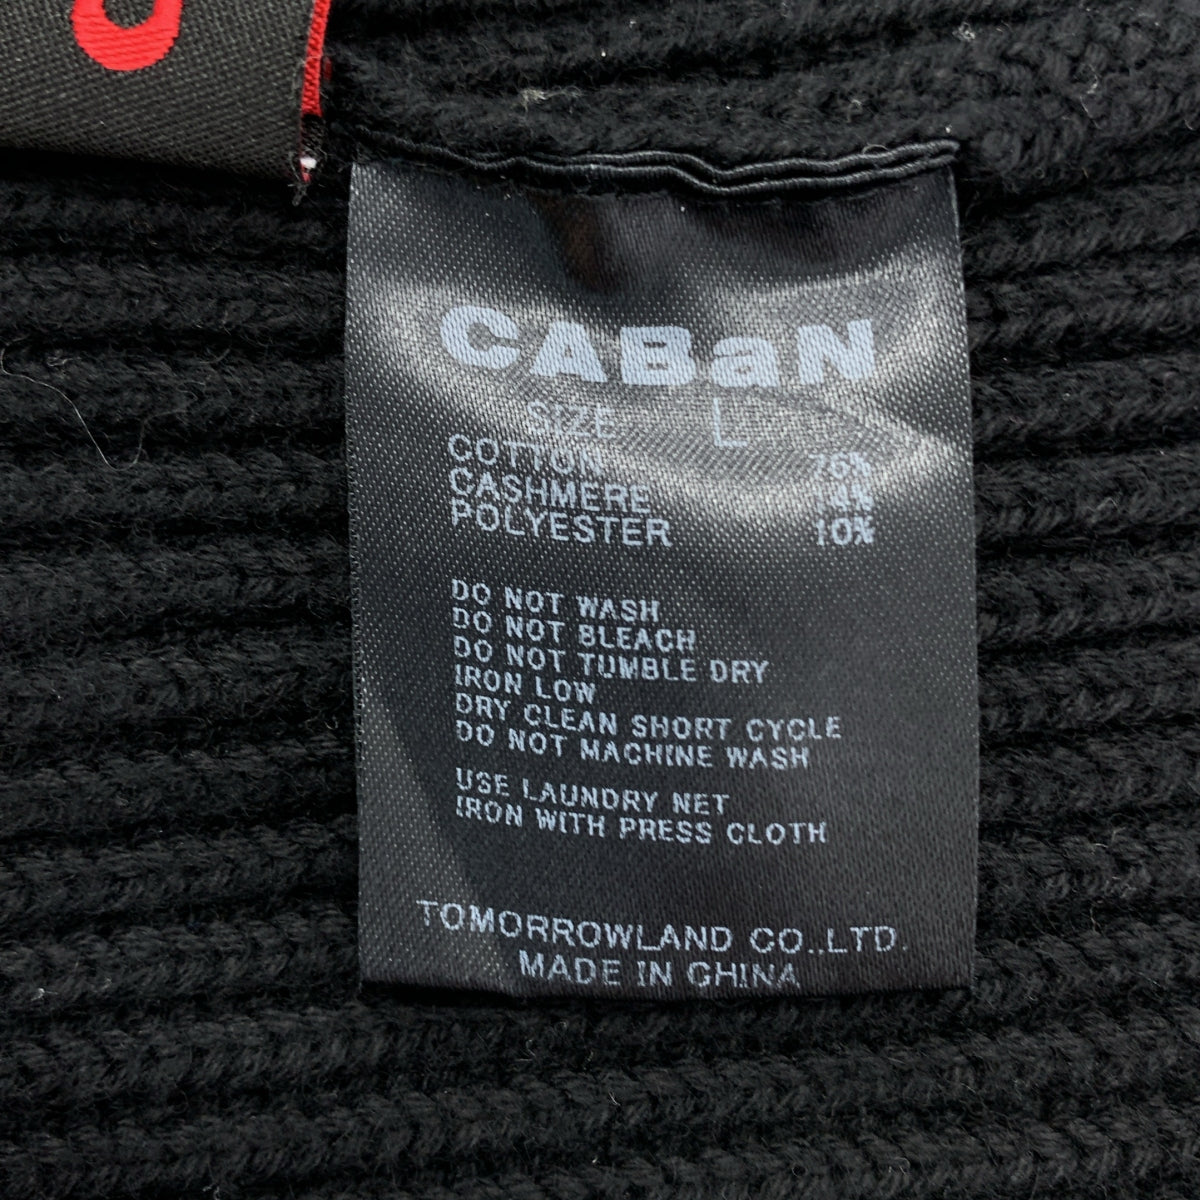 CABaN
SIZE L
COTTON 76%
CASHMERE 14%
POLYESTER 10%
DO NOT WASH
DO NOT BLEACH
DO NOT TUMBLE DRY
IRON LOW
DRY CLEAN SHORT CYCLE
DO NOT MACHINE WASH
USE LAUNDRY NET
IRON WITH PRESS CLOTH
TOMORROWLAND CO.,LTD.
MADE IN CHINA